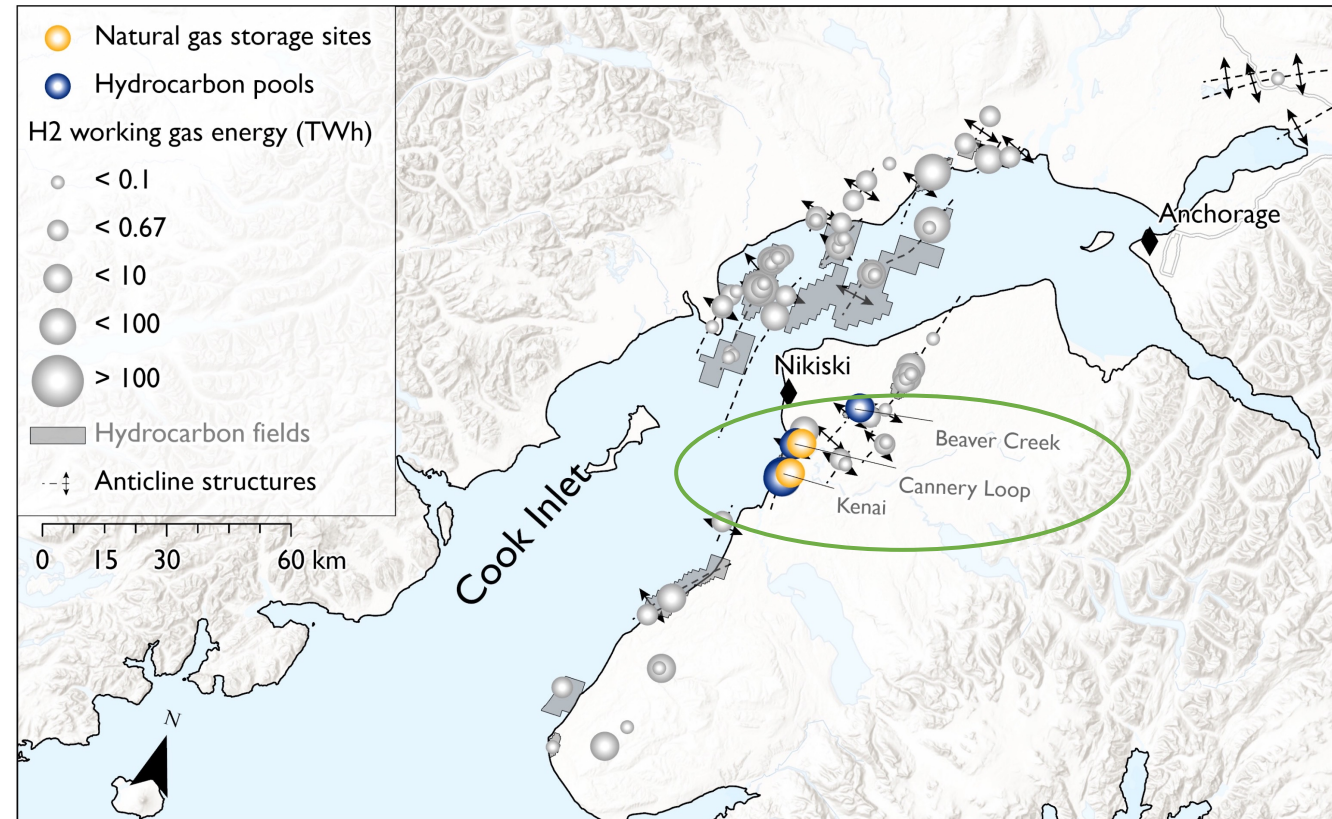 Natural gas storage sites
Hydrocarbon pools
H2 working gas energy (TWh)
< 0.1
< 0.67
< 10
< 100
> 100
Hydrocarbon fields
Anticline structures
0 15 30 60 km
Anchorage
Nikiski
Beaver Creek
Cannery Loop
Kenai
Cook Inlet
N